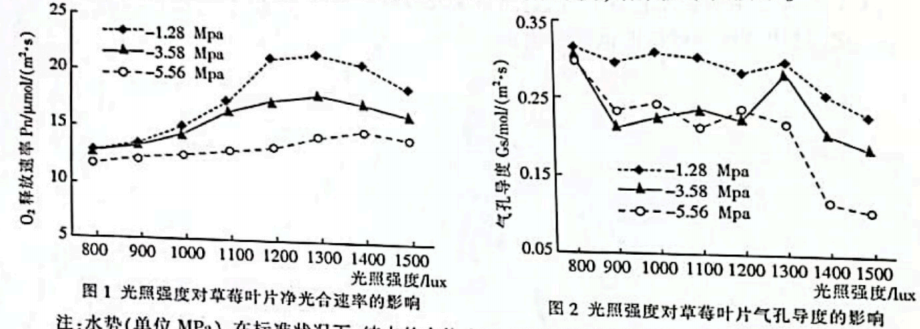 25
20
15
10
5
O₂释放速率 Pn/μmol/(m²·s)
-1.28 Mpa
-3.58 Mpa
-5.56 Mpa
800 900 1000 1100 1200 1300 1400 1500
光照强度/lux
图1 光照强度对草莓叶片净光合速率的影响
0.35
0.25
0.15
0.05
气孔导度 Gs/mol/(m²·s)
-1.28 Mpa
-3.58 Mpa
-5.56 Mpa
800 900 1000 1100 1200 1300 1400 1500
光照强度/lux
图2 光照强度对草莓叶片气孔导度的影响
注:水势(单位 MPa)